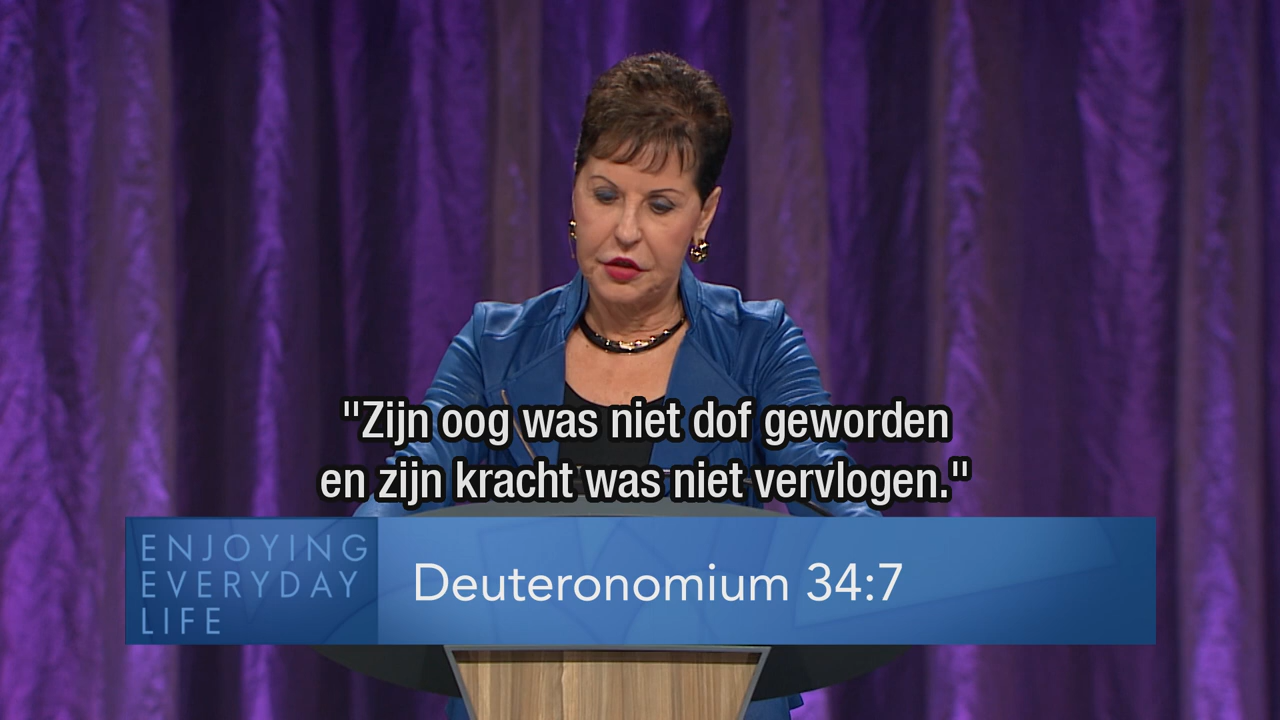 "Zijn oog was niet dof geworden
en zijn kracht was niet vervlogen."
ENJOYING
EVERYDAY
LIFE
Deuteronomium 34:7